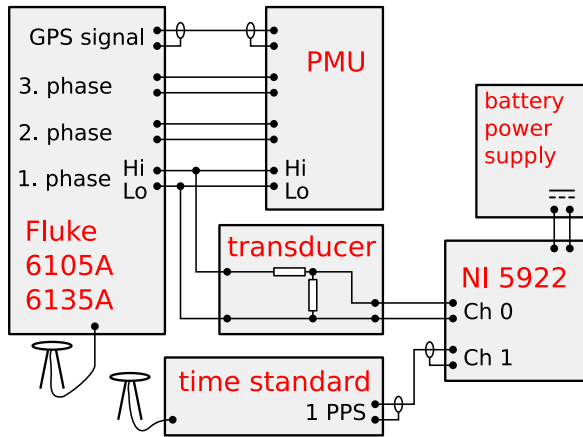 GPS signal
3. phase
2. phase
1. phase
Hi
Lo
Fluke
6105A
6135A
PMU
Hi
Lo
transducer
battery
power
supply
NI 5922
Ch 0
Ch 1
time standard
1 PPS